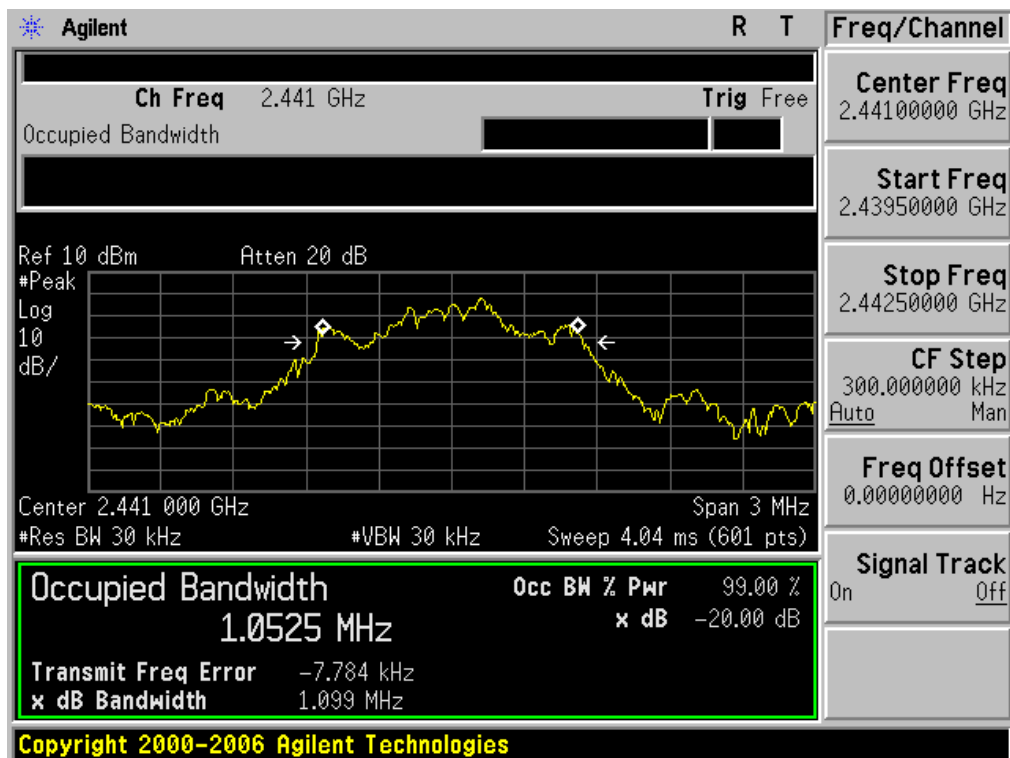 Agilent R T
Freq/Channel
Ch Freq 2.441 GHz Trig Free
Occupied Bandwidth
Center Freq
2.44100000 GHz
Start Freq
2.43950000 GHz
Stop Freq
2.44250000 GHz
CF Step
300.000000 kHz
Auto Man
Freq Offset
0.00000000 Hz
Signal Track
On Off
Ref 10 dBm Atten 20 dB
#Peak
Log
10
dB/
Center 2.441 000 GHz Span 3 MHz
#Res BW 30 kHz #VBW 30 kHz Sweep 4.04 ms (601 pts)
Occupied Bandwidth
1.0525 MHz
Occ BW % Pwr 99.00 %
x dB -20.00 dB
Transmit Freq Error -7.784 kHz
x dB Bandwidth 1.099 MHz
Copyright 2000-2006 Agilent Technologies